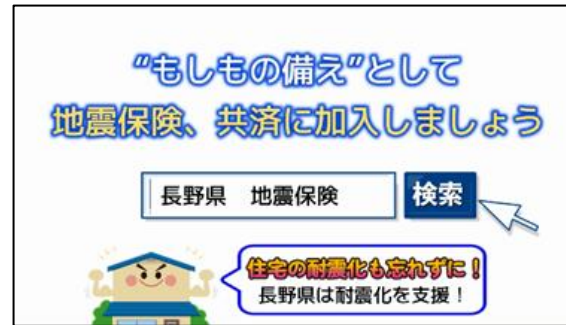 “もしもの備え”として
地震保険、共済に加入しましょう
長野県　地震保険
検索
住宅の耐震化も忘れずに！
長野県は耐震化を支援！